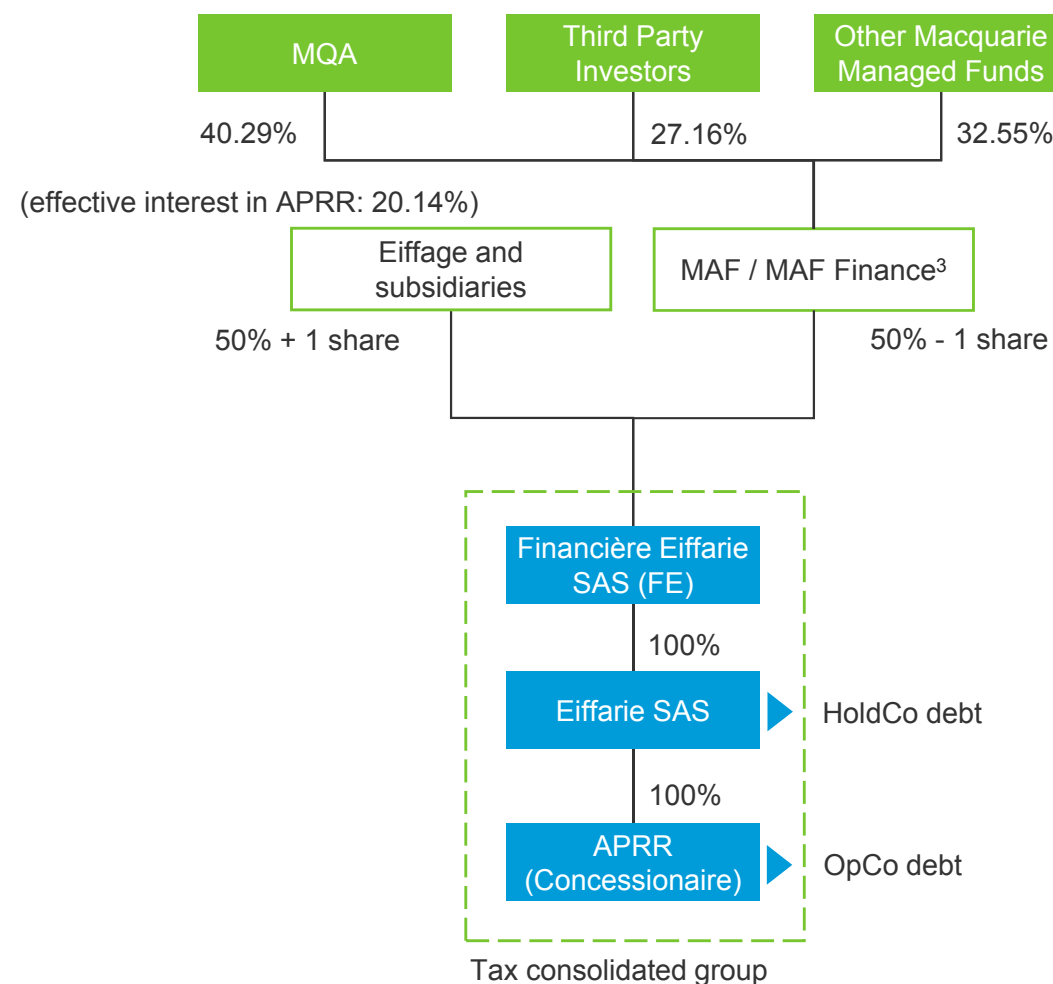 MQA
Third Party
Investors
Other Macquarie
Managed Funds
40.29%
27.16%
32.55%
(effective interest in APRR: 20.14%)
Eiffage and
subsidiaries
MAF / MAF Finance³
50% + 1 share
50% - 1 share
Financière Eiffarie
SAS (FE)
100%
Eiffarie SAS
HoldCo debt
100%
APRR
(Concessionaire)
OpCo debt
Tax consolidated group